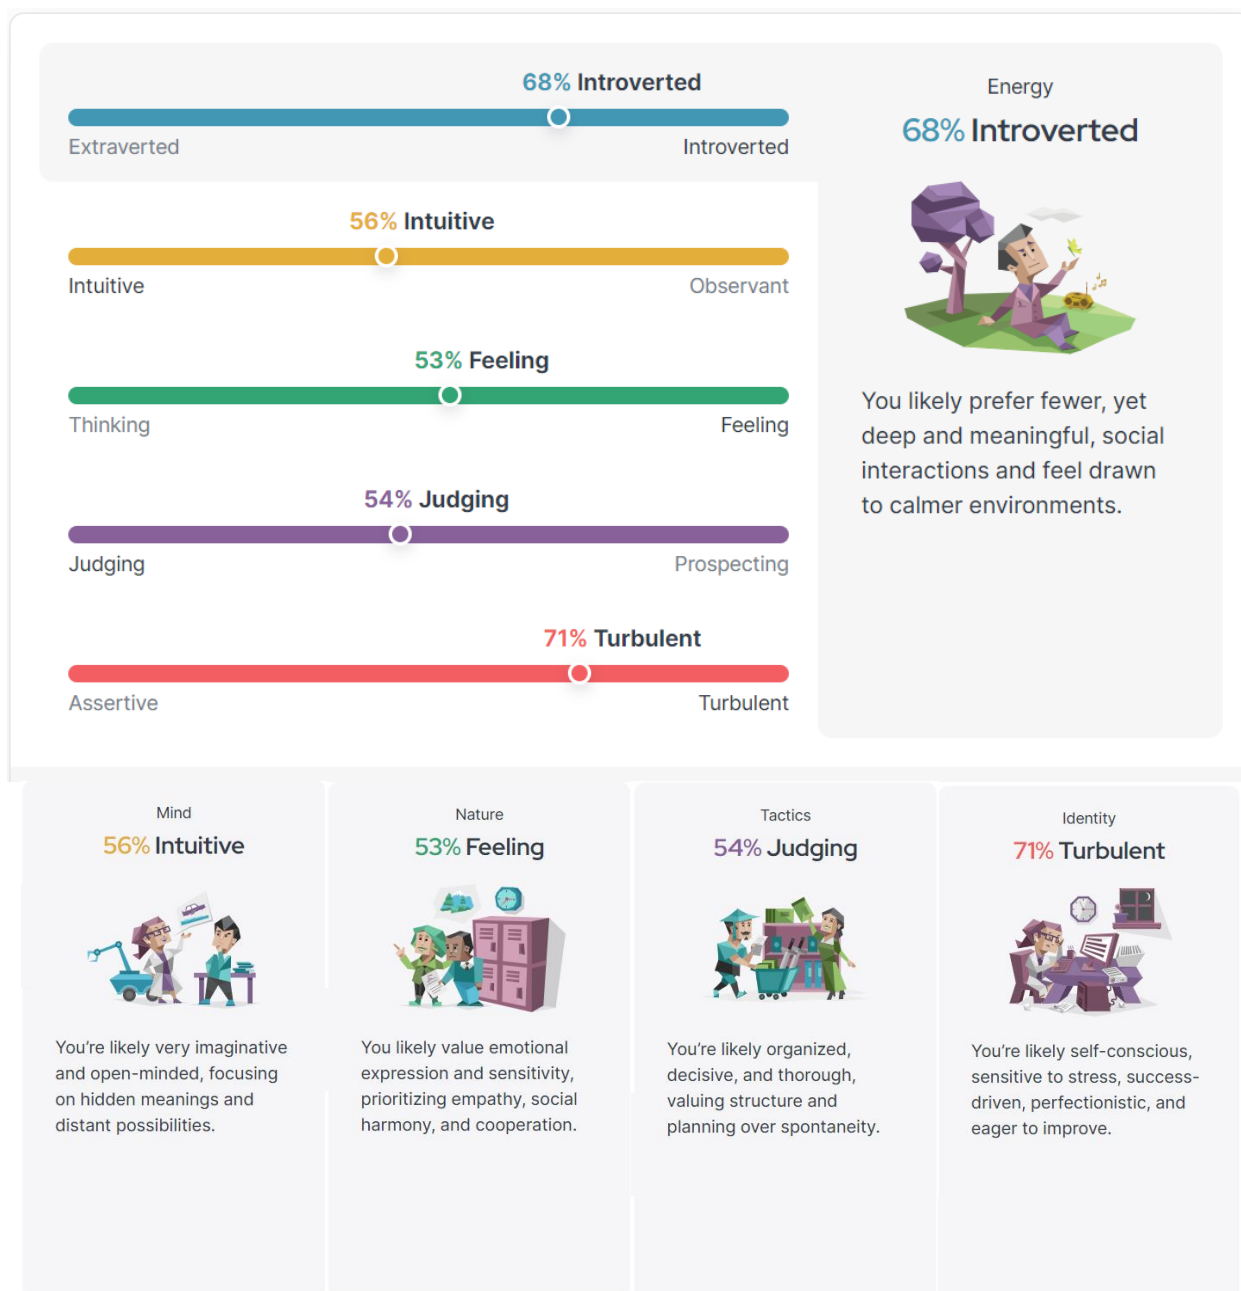 68% Introverted
Extraverted
Introverted
56% Intuitive
Intuitive
Observant
53% Feeling
Thinking
Feeling
54% Judging
Judging
Prospecting
71% Turbulent
Assertive
Turbulent
Energy
68% Introverted
You likely prefer fewer, yet
deep and meaningful, social
interactions and feel drawn
to calmer environments.
Mind
56% Intuitive
You’re likely very imaginative
and open-minded, focusing
on hidden meanings and
distant possibilities.
Nature
53% Feeling
You likely value emotional
expression and sensitivity,
prioritizing empathy, social
harmony, and cooperation.
Tactics
54% Judging
You’re likely organized,
decisive, and thorough,
valuing structure and
planning over spontaneity.
Identity
71% Turbulent
You’re likely self-conscious,
sensitive to stress, success-
driven, perfectionistic, and
eager to improve.